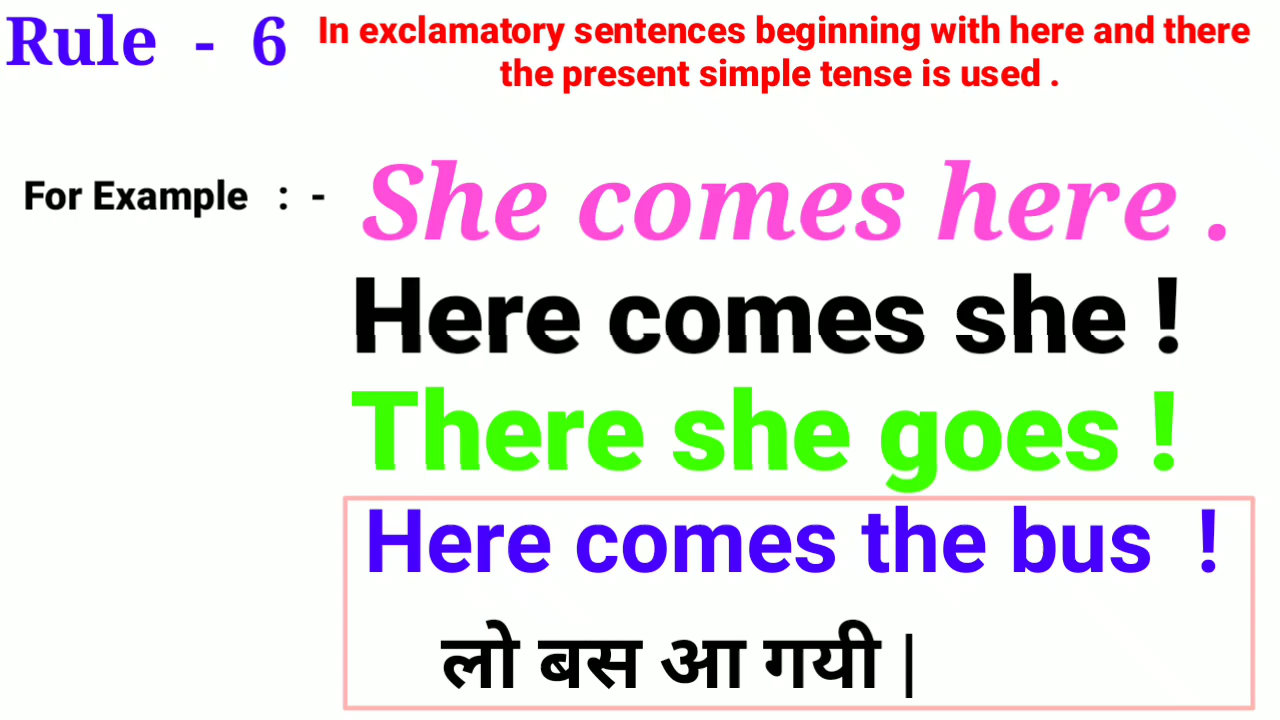 Rule - 6
In exclamatory sentences beginning with here and there
the present simple tense is used .
For Example : -
She comes here .
Here comes she !
There she goes !
Here comes the bus !
लो बस आ गयी |